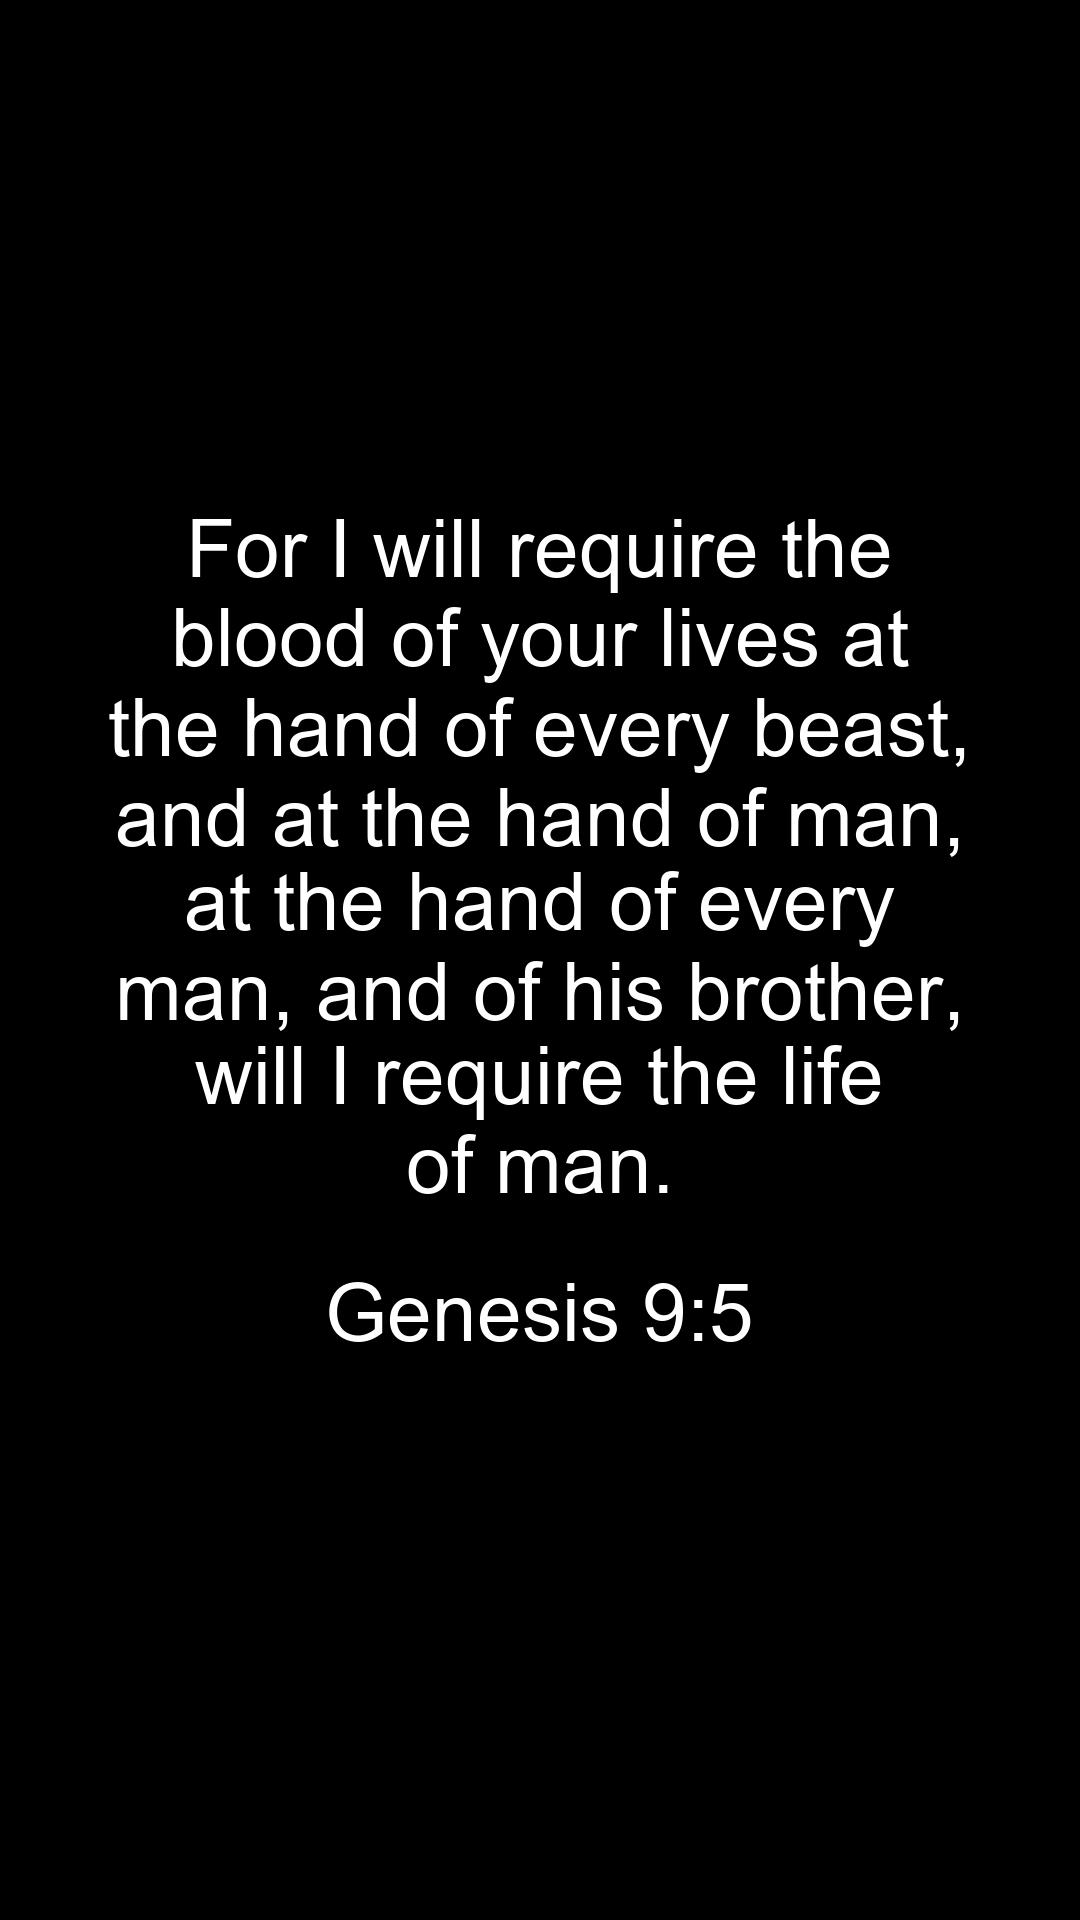 For I will require the
blood of your lives at
the hand of every beast,
and at the hand of man,
at the hand of every
man, and of his brother,
will I require the life
of man.
Genesis 9:5